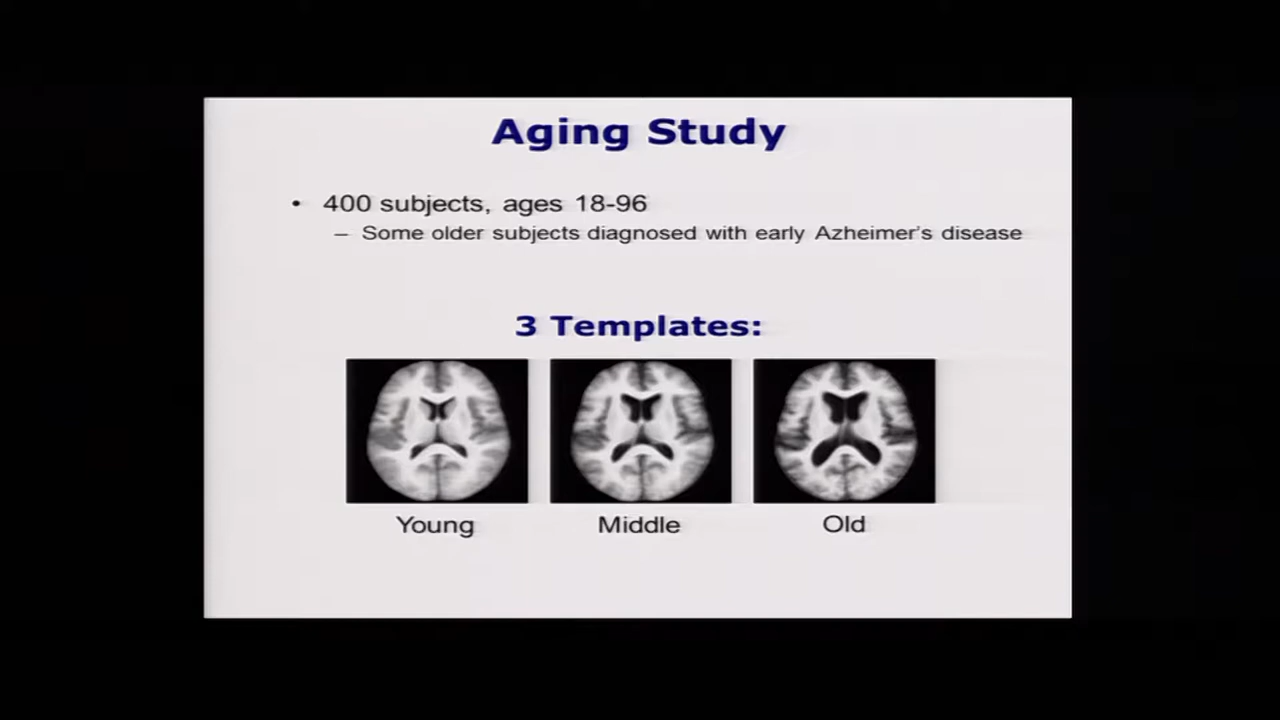 Aging Study
• 400 subjects, ages 18-96
– Some older subjects diagnosed with early Azheimer's disease
3 Templates:
Young Middle Old